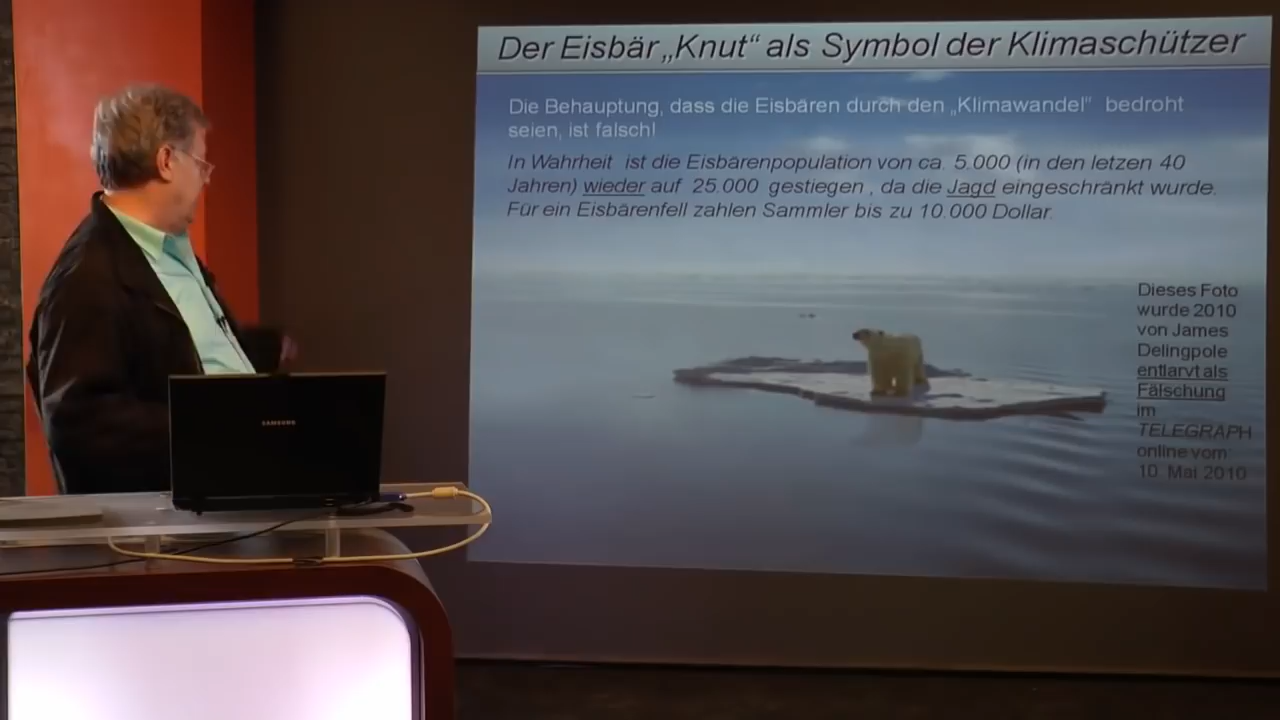 Der Eisbär „Knut“ als Symbol der Klimaschützer
Die Behauptung, dass die Eisbären durch den „Klimawandel“ bedroht
seien, ist falsch!
In Wahrheit ist die Eisbärenpopulation von ca. 5.000 (in den letzen 40
Jahren) wieder auf 25.000 gestiegen , da die Jagd eingeschränkt wurde.
Für ein Eisbärenfell zahlen Sammler bis zu 10.000 Dollar.
Dieses Foto
wurde 2010
von James
Delingpole
entlarvt als
Fälschung
im
TELEGRAPH
online vom:
10. Mai 2010
SAMSUNG